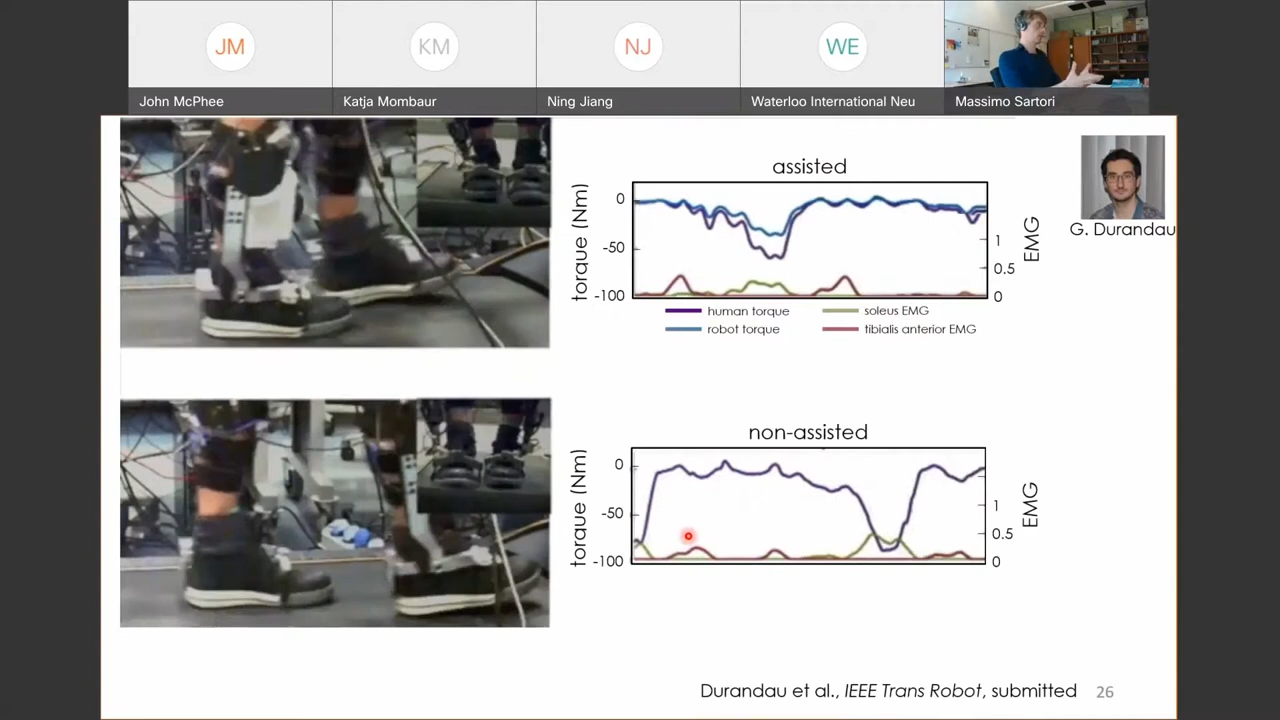 JM
KM
NJ
WE
John McPhee
Katja Mombaur
Ning Jiang
Waterloo International Neu
Massimo Sartori
assisted
torque (Nm)
0
-50
-100
1
0.5
0
EMG
G. Durandau
human torque
soleus EMG
robot torque
tibialis anterior EMG
non-assisted
torque (Nm)
0
-50
-100
1
0.5
0
EMG
Durandau et al., IEEE Trans Robot, submitted
26